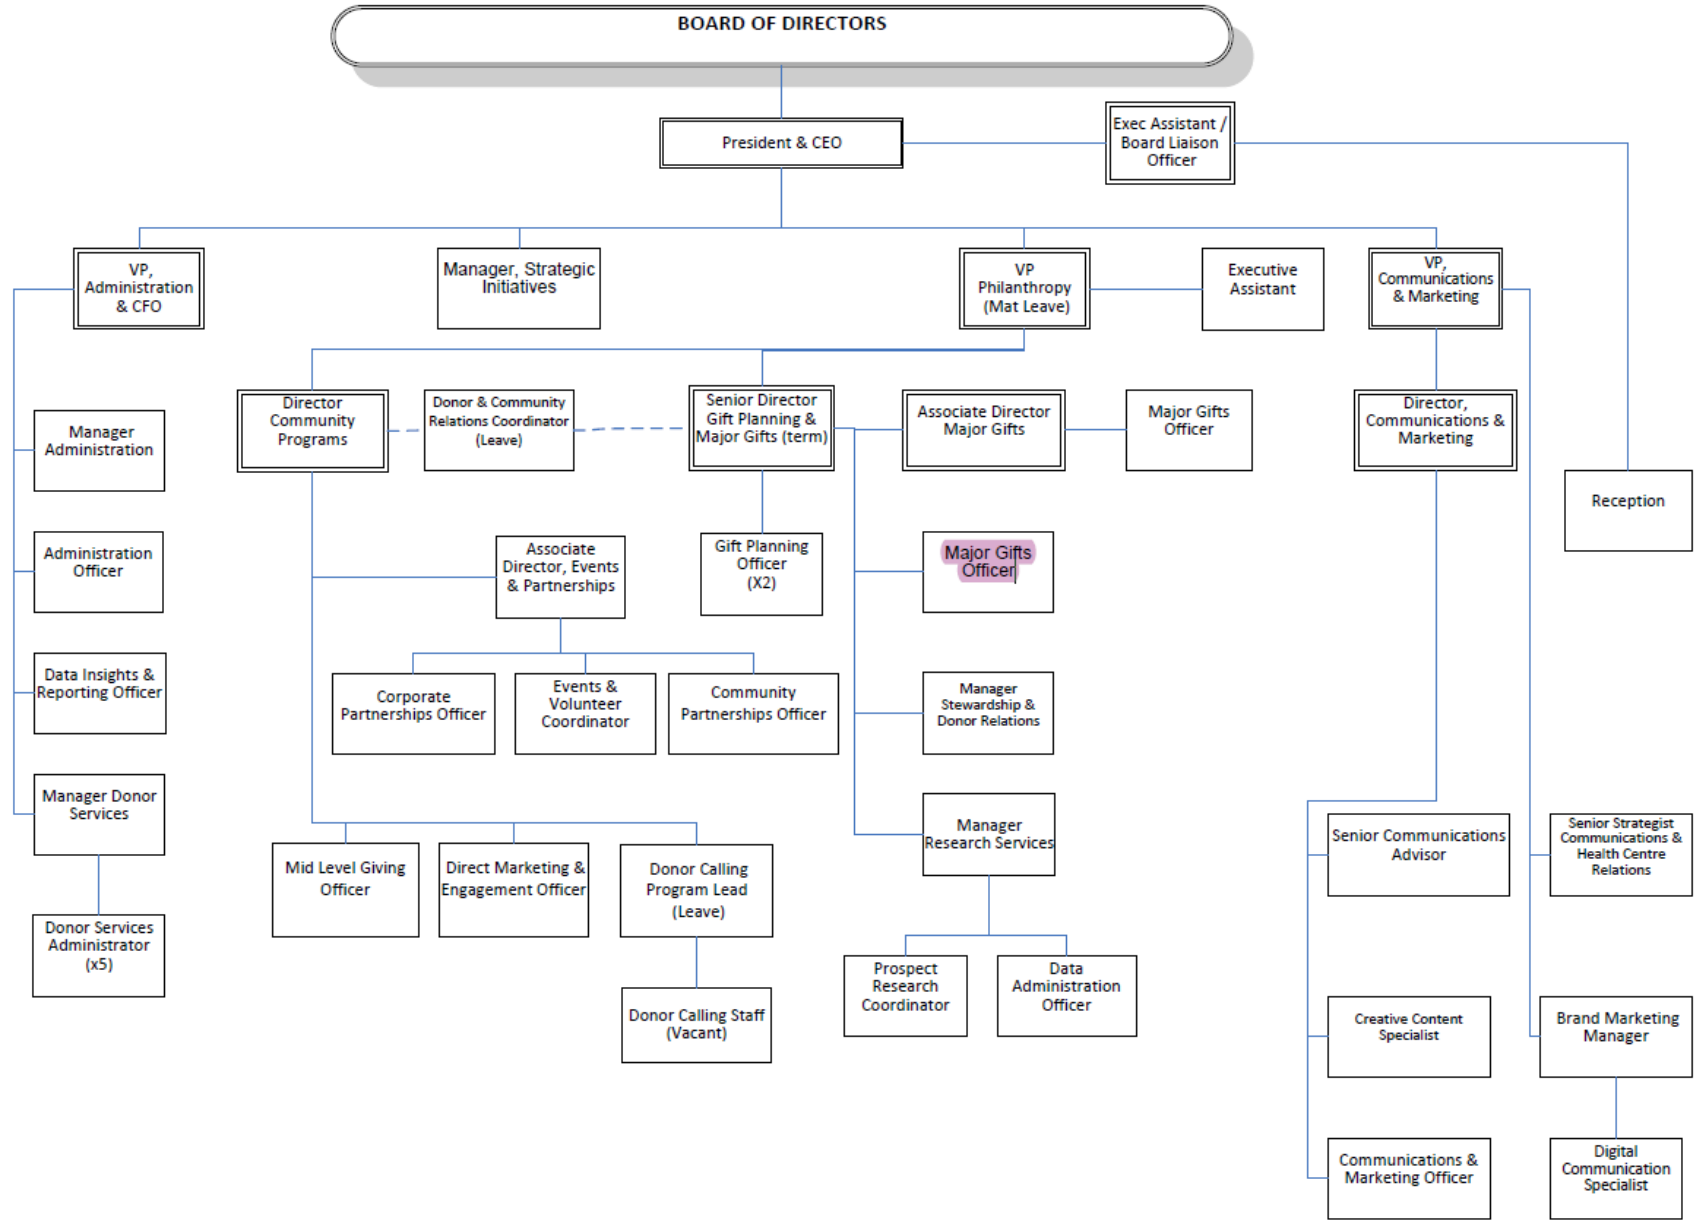 BOARD OF DIRECTORS
President & CEO
Exec Assistant /
Board Liaison
Officer
VP,
Administration
& CFO
Manager, Strategic
Initiatives
VP
Philanthropy
(Mat Leave)
Executive
Assistant
VP,
Communications
& Marketing
Director
Community
Programs
Donor & Community
Relations Coordinator
(Leave)
Senior Director
Gift Planning &
Major Gifts (term)
Associate Director
Major Gifts
Major Gifts
Officer
Director,
Communications &
Marketing
Manager
Administration
Reception
Administration
Officer
Associate
Director, Events
& Partnerships
Gift Planning
Officer
(X2)
Major Gifts
Officer
Data Insights &
Reporting Officer
Corporate
Partnerships Officer
Events &
Volunteer
Coordinator
Community
Partnerships Officer
Manager
Stewardship &
Donor Relations
Manager Donor
Services
Manager
Research Services
Senior Communications
Advisor
Senior Strategist
Communications &
Health Centre
Relations
Mid Level Giving
Officer
Direct Marketing &
Engagement Officer
Donor Calling
Program Lead
(Leave)
Donor Services
Administrator
(x5)
Prospect
Research
Coordinator
Data
Administration
Officer
Donor Calling Staff
(Vacant)
Creative Content
Specialist
Brand Marketing
Manager
Communications &
Marketing Officer
Digital
Communication
Specialist